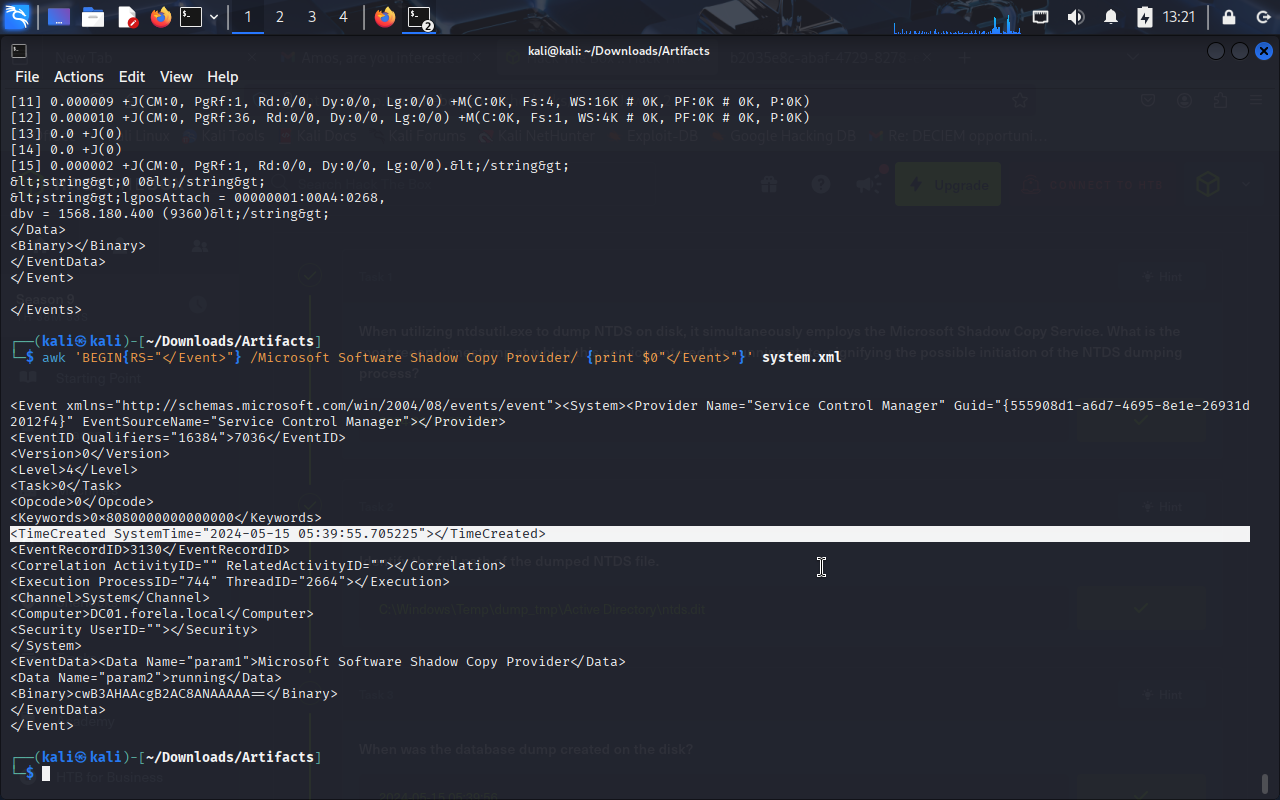 1 2 3 4 2 13:21
kali@kali: ~/Downloads/Artifacts
File Actions Edit View Help
[11] 0.000009 +J(CM:0, PgRf:1, Rd:0/0, Dy:0/0, Lg:0/0) +M(C:0K, Fs:4, WS:16K # 0K, PF:0K # 0K, P:0K)
[12] 0.000010 +J(CM:0, PgRf:36, Rd:0/0, Dy:0/0, Lg:0/0) +M(C:0K, Fs:1, WS:4K # 0K, PF:0K # 0K, P:0K)
[13] 0.0 +J(0)
[14] 0.0 +J(0)
[15] 0.000002 +J(CM:0, PgRf:1, Rd:0/0, Dy:0/0, Lg:0/0).&lt;/string&gt;
&lt;string&gt;0 0&lt;/string&gt;
&lt;string&gt;lgposAttach = 00000001:00A4:0268,
dbv = 1568.180.400 (9360)&lt;/string&gt;
</Data>
<Binary></Binary>
</EventData>
</Event>
</Events>
┌──(kali㉿kali)-[~/Downloads/Artifacts]
└─$ awk 'BEGIN{RS="</Event>"} /Microsoft Software Shadow Copy Provider/ {print $0"</Event>"}' system.xml
<Event xmlns="http://schemas.microsoft.com/win/2004/08/events/event"><System><Provider Name="Service Control Manager" Guid="{555908d1-a6d7-4695-8e1e-26931d
2012f4}" EventSourceName="Service Control Manager"></Provider>
<EventID Qualifiers="16384">7036</EventID>
<Version>0</Version>
<Level>4</Level>
<Task>0</Task>
<Opcode>0</Opcode>
<Keywords>0×8080000000000000</Keywords>
<TimeCreated SystemTime="2024-05-15 05:39:55.705225"></TimeCreated>
<EventRecordID>3130</EventRecordID>
<Correlation ActivityID="" RelatedActivityID=""></Correlation>
<Execution ProcessID="744" ThreadID="2664"></Execution>
<Channel>System</Channel>
<Computer>DC01.forela.local</Computer>
<Security UserID=""></Security>
</System>
<EventData><Data Name="param1">Microsoft Software Shadow Copy Provider</Data>
<Data Name="param2">running</Data>
<Binary>cwB3AHAAcgB2AC8ANAAAAA==</Binary>
</EventData>
</Event>
┌──(kali㉿kali)-[~/Downloads/Artifacts]
└─$